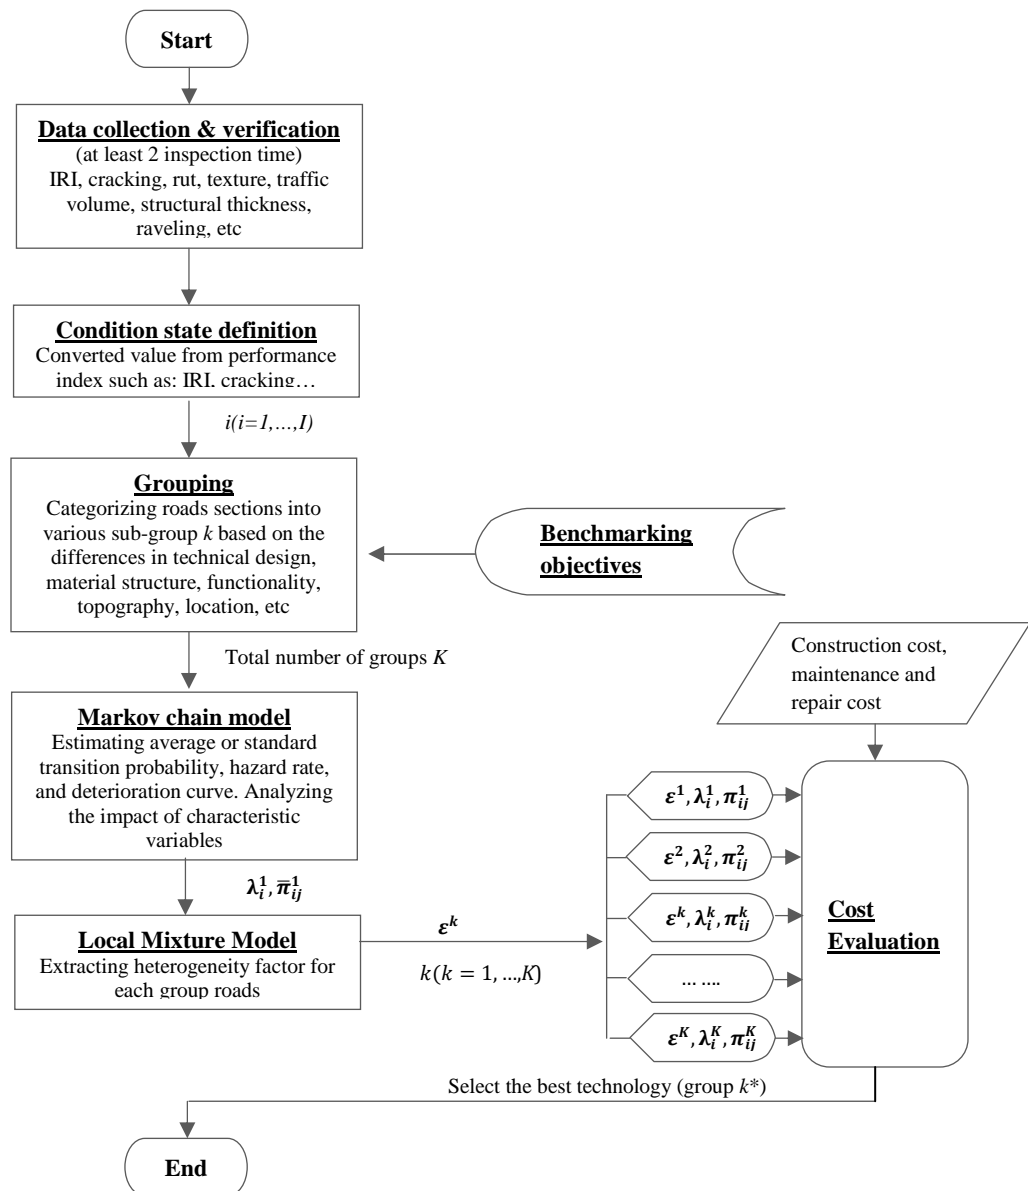 Start
Data collection & verification
(at least 2 inspection time)
IRI, cracking, rut, texture, traffic
volume, structural thickness,
raveling, etc
Condition state definition
Converted value from performance
index such as: IRI, cracking…
i(i=1,...,I)
Grouping
Categorizing roads sections into
various sub-group k based on the
differences in technical design,
material structure, functionality,
topography, location, etc
Benchmarking
objectives
Total number of groups K
Construction cost,
maintenance and
repair cost
Markov chain model
Estimating average or standard
transition probability, hazard rate,
and deterioration curve. Analyzing
the impact of characteristic
variables
λ_i^1, π̅_ij^1
Local Mixture Model
Extracting heterogeneity factor for
each group roads
ε^k
k(k = 1, …,K)
ε^1, λ_i^1, π_ij^1
ε^2, λ_i^2, π_ij^2
ε^k, λ_i^k, π_ij^k
... ....
ε^K, λ_i^K, π_ij^K
Cost
Evaluation
Select the best technology (group k*)
End